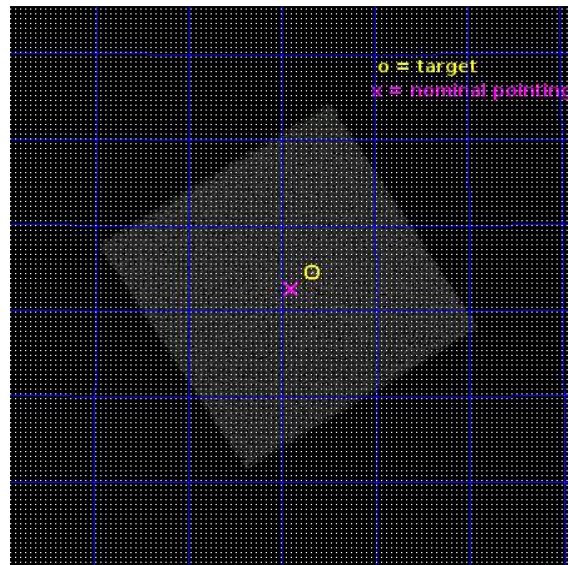 o = target
x = nominal pointing